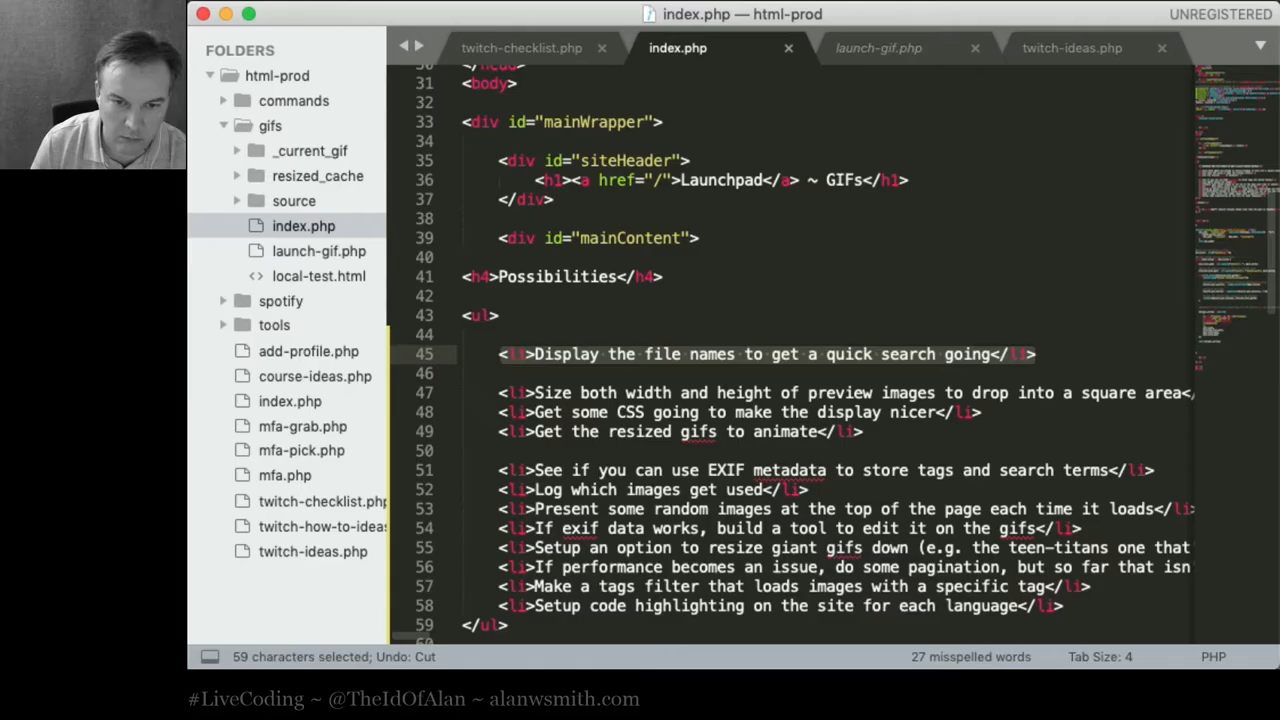 index.php — html-prod
UNREGISTERED
FOLDERS
html-prod
commands
gifs
_current_gif
resized_cache
source
index.php
launch-gif.php
local-test.html
spotify
tools
add-profile.php
course-ideas.php
index.php
mfa-grab.php
mfa-pick.php
mfa.php
twitch-checklist.php
twitch-how-to-ideas
twitch-ideas.php
twitch-checklist.php
index.php
launch-gif.php
twitch-ideas.php
30 </head>
31 <body>
32
33 <div id="mainWrapper">
34
35 <div id="siteHeader">
36 <h1><a href="/">Launchpad</a> ~ GIFs</h1>
37 </div>
38
39 <div id="mainContent">
40
41 <h4>Possibilities</h4>
42
43 <ul>
44
45 <li>Display the file names to get a quick search going</li>
46
47 <li>Size both width and height of preview images to drop into a square area</
48 <li>Get some CSS going to make the display nicer</li>
49 <li>Get the resized gifs to animate</li>
50
51 <li>See if you can use EXIF metadata to store tags and search terms</li>
52 <li>Log which images get used</li>
53 <li>Present some random images at the top of the page each time it loads</li>
54 <li>If exif data works, build a tool to edit it on the gifs</li>
55 <li>Setup an option to resize giant gifs down (e.g. the teen-titans one that
56 <li>If performance becomes an issue, do some pagination, but so far that isn'
57 <li>Make a tags filter that loads images with a specific tag</li>
58 <li>Setup code highlighting on the site for each language</li>
59 </ul>
59 characters selected; Undo: Cut
27 misspelled words
Tab Size: 4
PHP
#LiveCoding ~ @TheIdOfAlan ~ alanwsmith.com